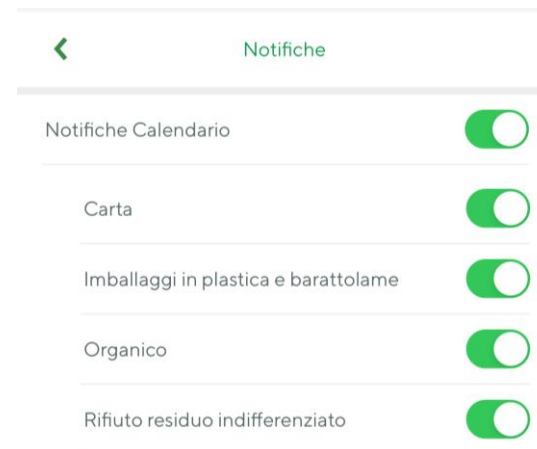 Notifiche
Notifiche Calendario
Carta
Imballaggi in plastica e barattolame
Organico
Rifiuto residuo indifferenziato